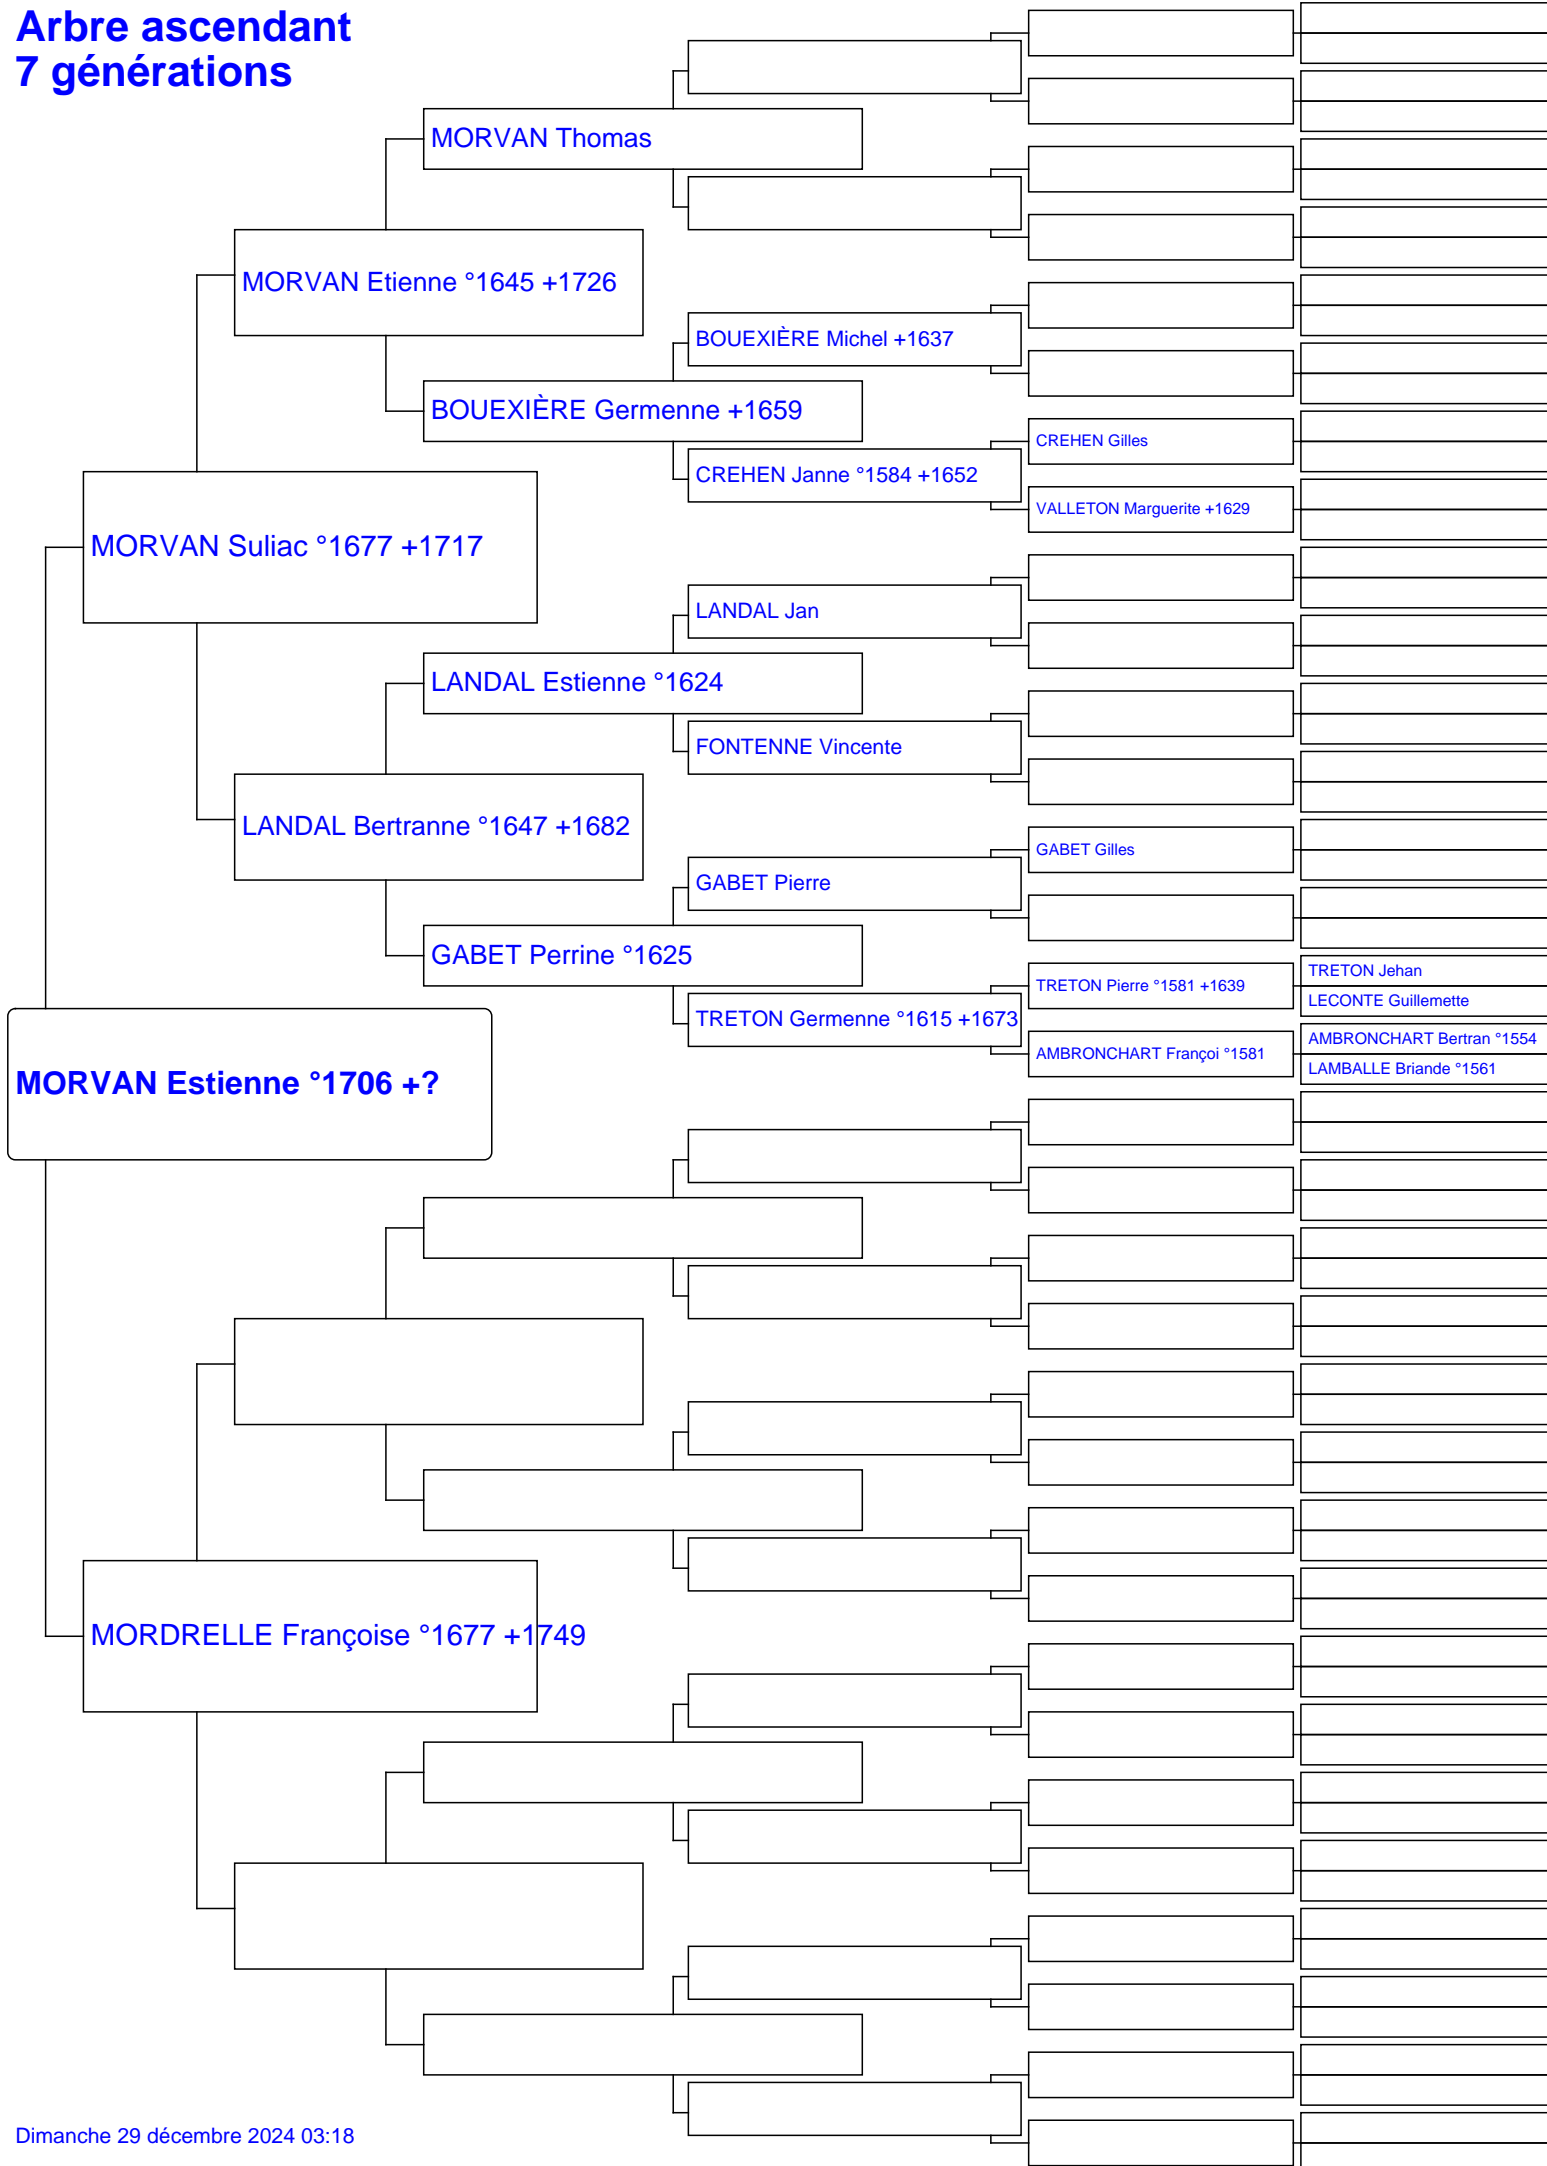 Arbre ascendant
7 générations
MORVAN Thomas
MORVAN Etienne °1645 +1726
BOUEXIÈRE Michel +1637
BOUEXIÈRE Germenne +1659
CREHEN Gilles
CREHEN Janne °1584 +1652
VALLETON Marguerite +1629
MORVAN Suliac °1677 +1717
LANDAL Jan
LANDAL Estienne °1624
FONTENNE Vincente
LANDAL Bertranne °1647 +1682
GABET Gilles
GABET Pierre
GABET Perrine °1625
TRETON Jehan
TRETON Pierre °1581 +1639
LECONTE Guillemette
TRETON Germenne °1615 +1673
AMBRONCHART Bertran °1554
AMBRONCHART Françoi °1581
LAMBALLE Briande °1561
MORVAN Estienne °1706 +?
MORDRELLE Françoise °1677 +1749
Dimanche 29 décembre 2024 03:18